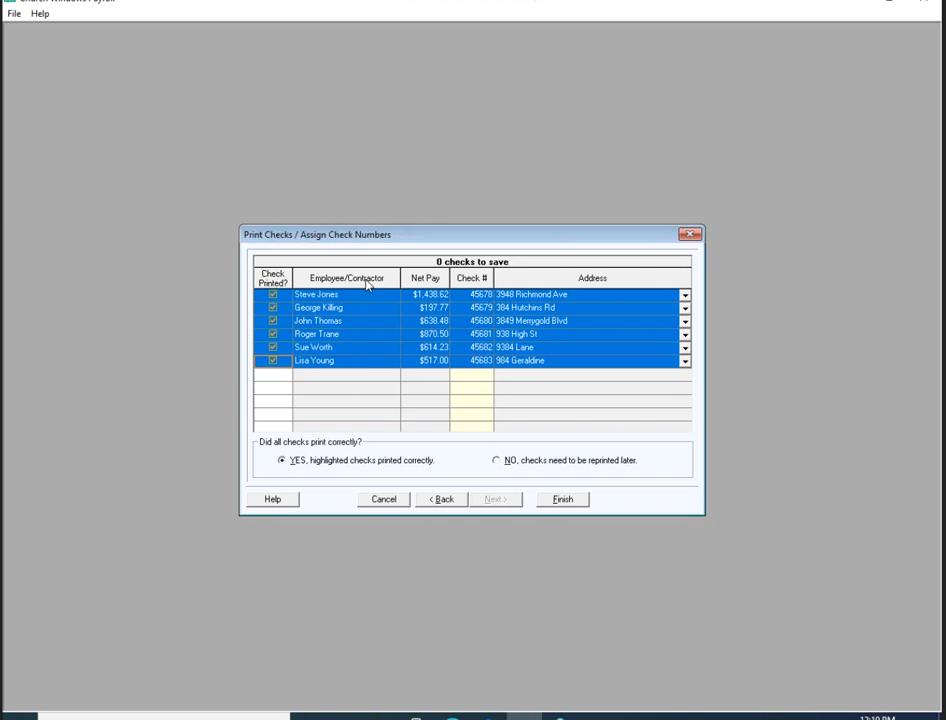 Church Windows Payroll
File Help
Print Checks / Assign Check Numbers
0 checks to save
Check Printed? Employee/Contractor Net Pay Check # Address
Steve Jones $1,438.62 45678 3948 Richmond Ave
George Killing $197.77 45679 384 Hutchins Rd
John Thomas $638.48 45680 3849 Merrygold Blvd
Roger Trane $870.50 45681 938 High St
Sue Worth $614.23 45682 9384 Lane
Lisa Young $517.00 45683 984 Geraldine
Did all checks print correctly?
YES, highlighted checks printed correctly. NO, checks need to be reprinted later.
Help Cancel < Back Next > Finish
12:10 PM